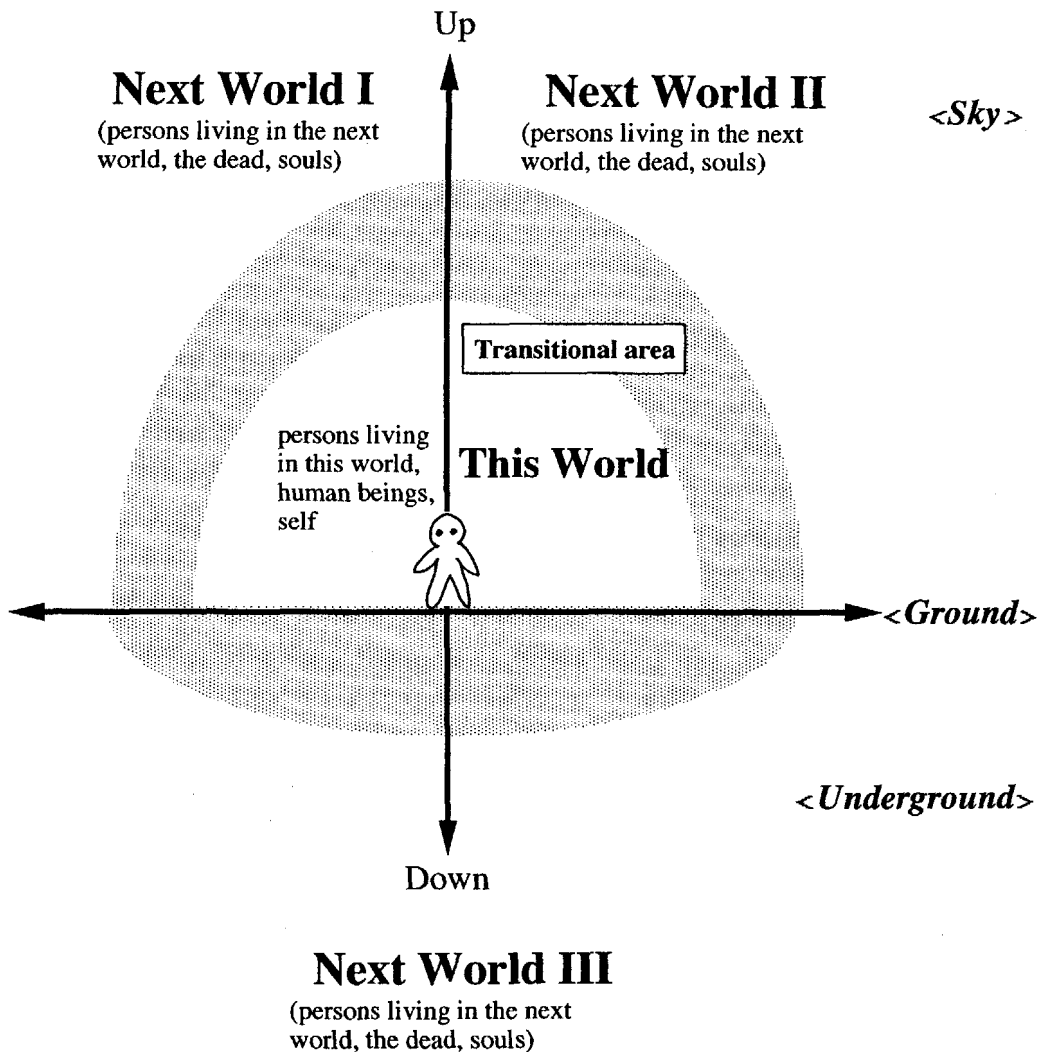 Up
Next World I
(persons living in the next
world, the dead, souls)
Next World II
(persons living in the next
world, the dead, souls)
<Sky>
Transitional area
persons living
in this world,
human beings,
self
This World
<Ground>
<Underground>
Down
Next World III
(persons living in the next
world, the dead, souls)